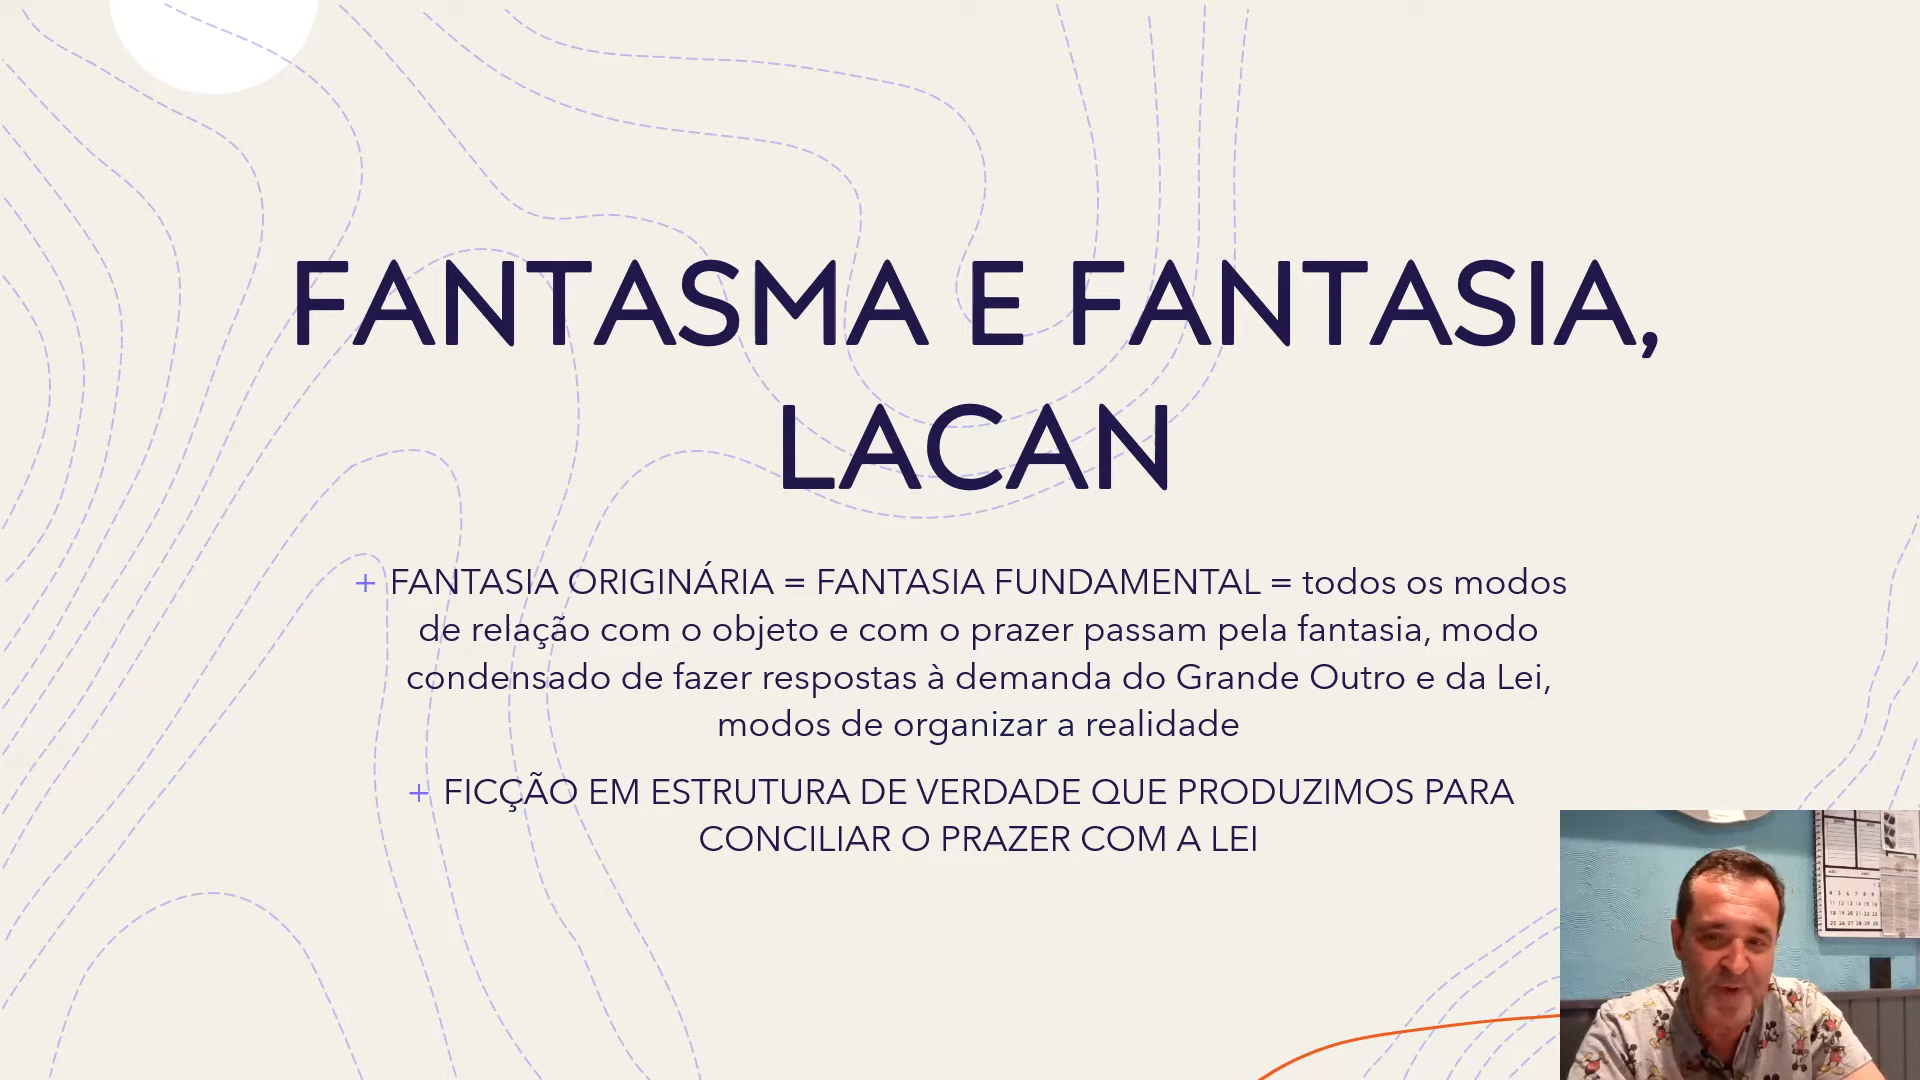 FANTASMA E FANTASIA,
LACAN
+ FANTASIA ORIGINÁRIA = FANTASIA FUNDAMENTAL = todos os modos
de relação com o objeto e com o prazer passam pela fantasia, modo
condensado de fazer respostas à demanda do Grande Outro e da Lei,
modos de organizar a realidade
+ FICÇÃO EM ESTRUTURA DE VERDADE QUE PRODUZIMOS PARA
CONCILIAR O PRAZER COM A LEI